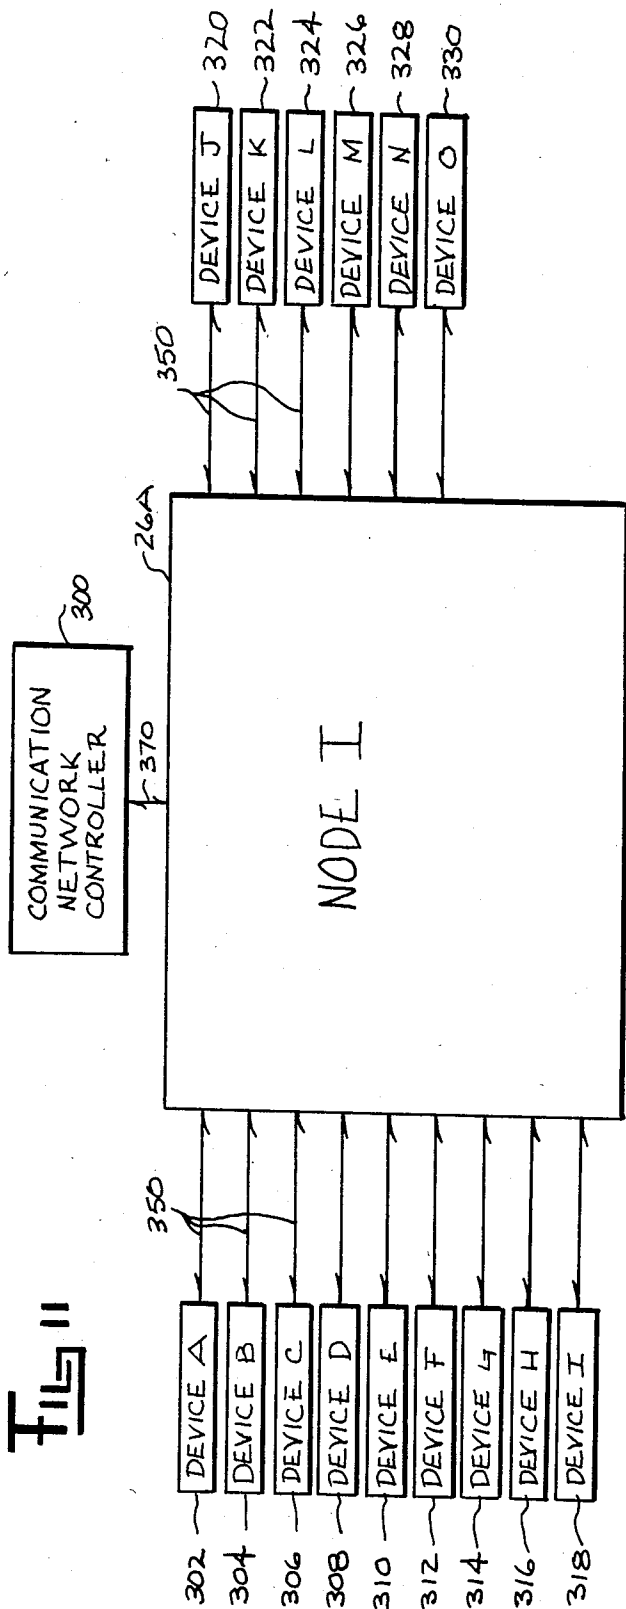 FIG 11
COMMUNICATION
NETWORK
CONTROLLER
300
370
26A
NODE I
350
302 DEVICE A
304 DEVICE B
306 DEVICE C
308 DEVICE D
310 DEVICE E
312 DEVICE F
314 DEVICE G
316 DEVICE H
318 DEVICE I
350
DEVICE J 320
DEVICE K 322
DEVICE L 324
DEVICE M 326
DEVICE N 328
DEVICE O 330